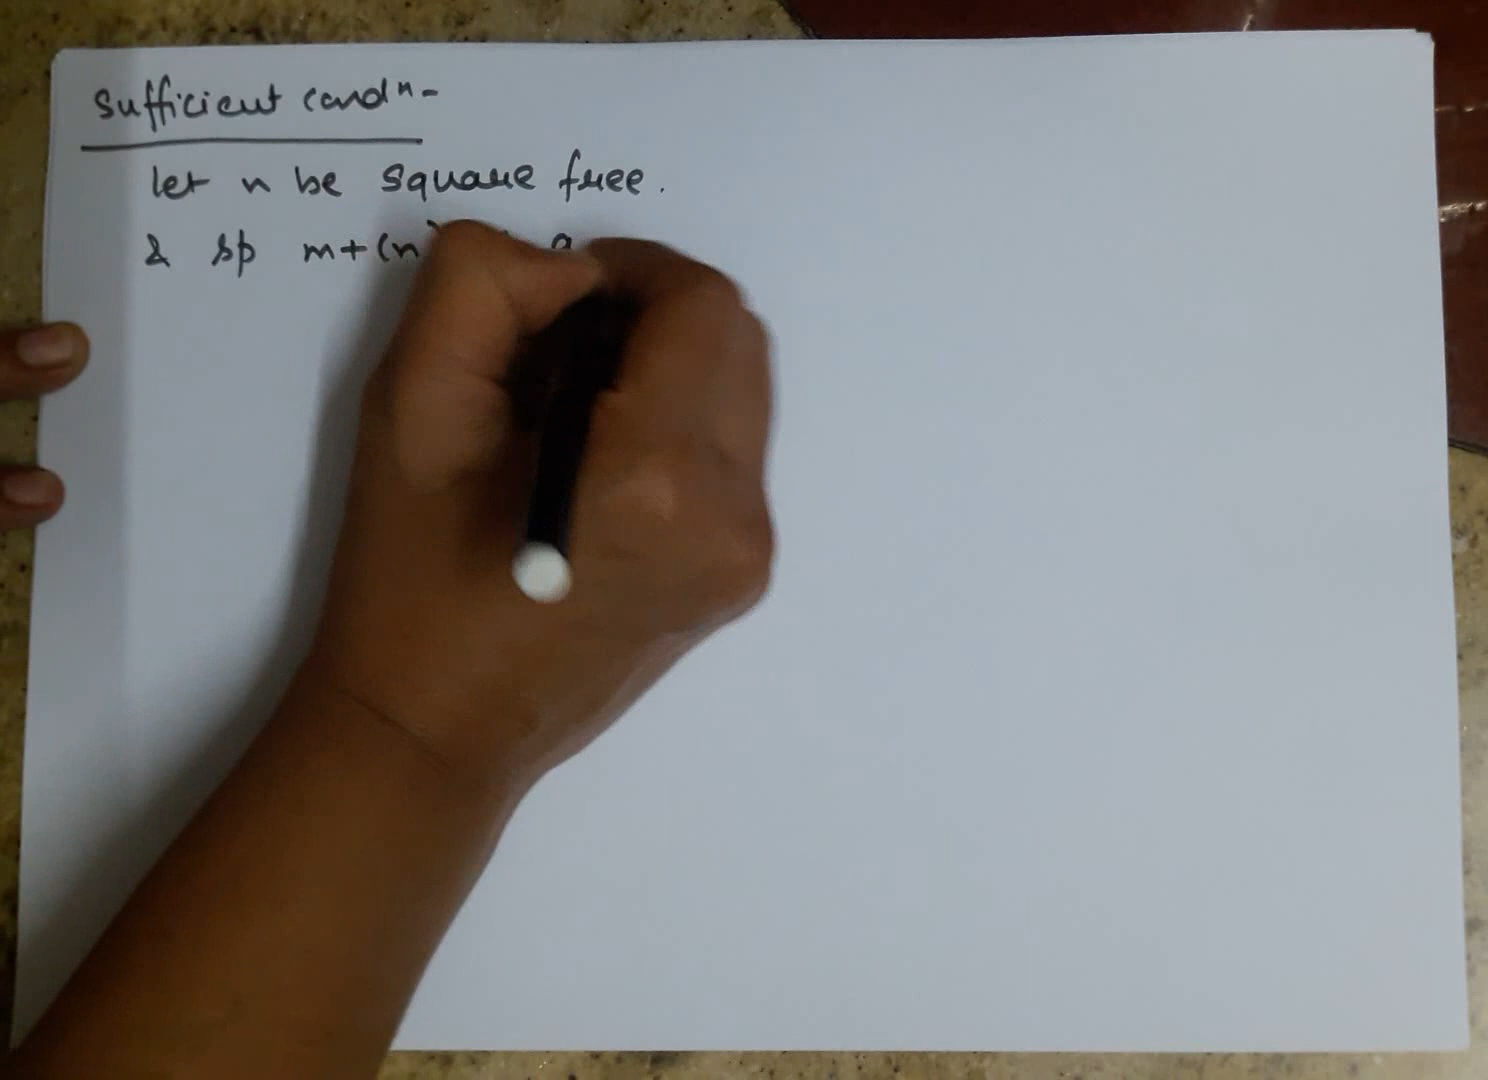 Sufficient condⁿ-
let n be square free.
& sp m+(n)